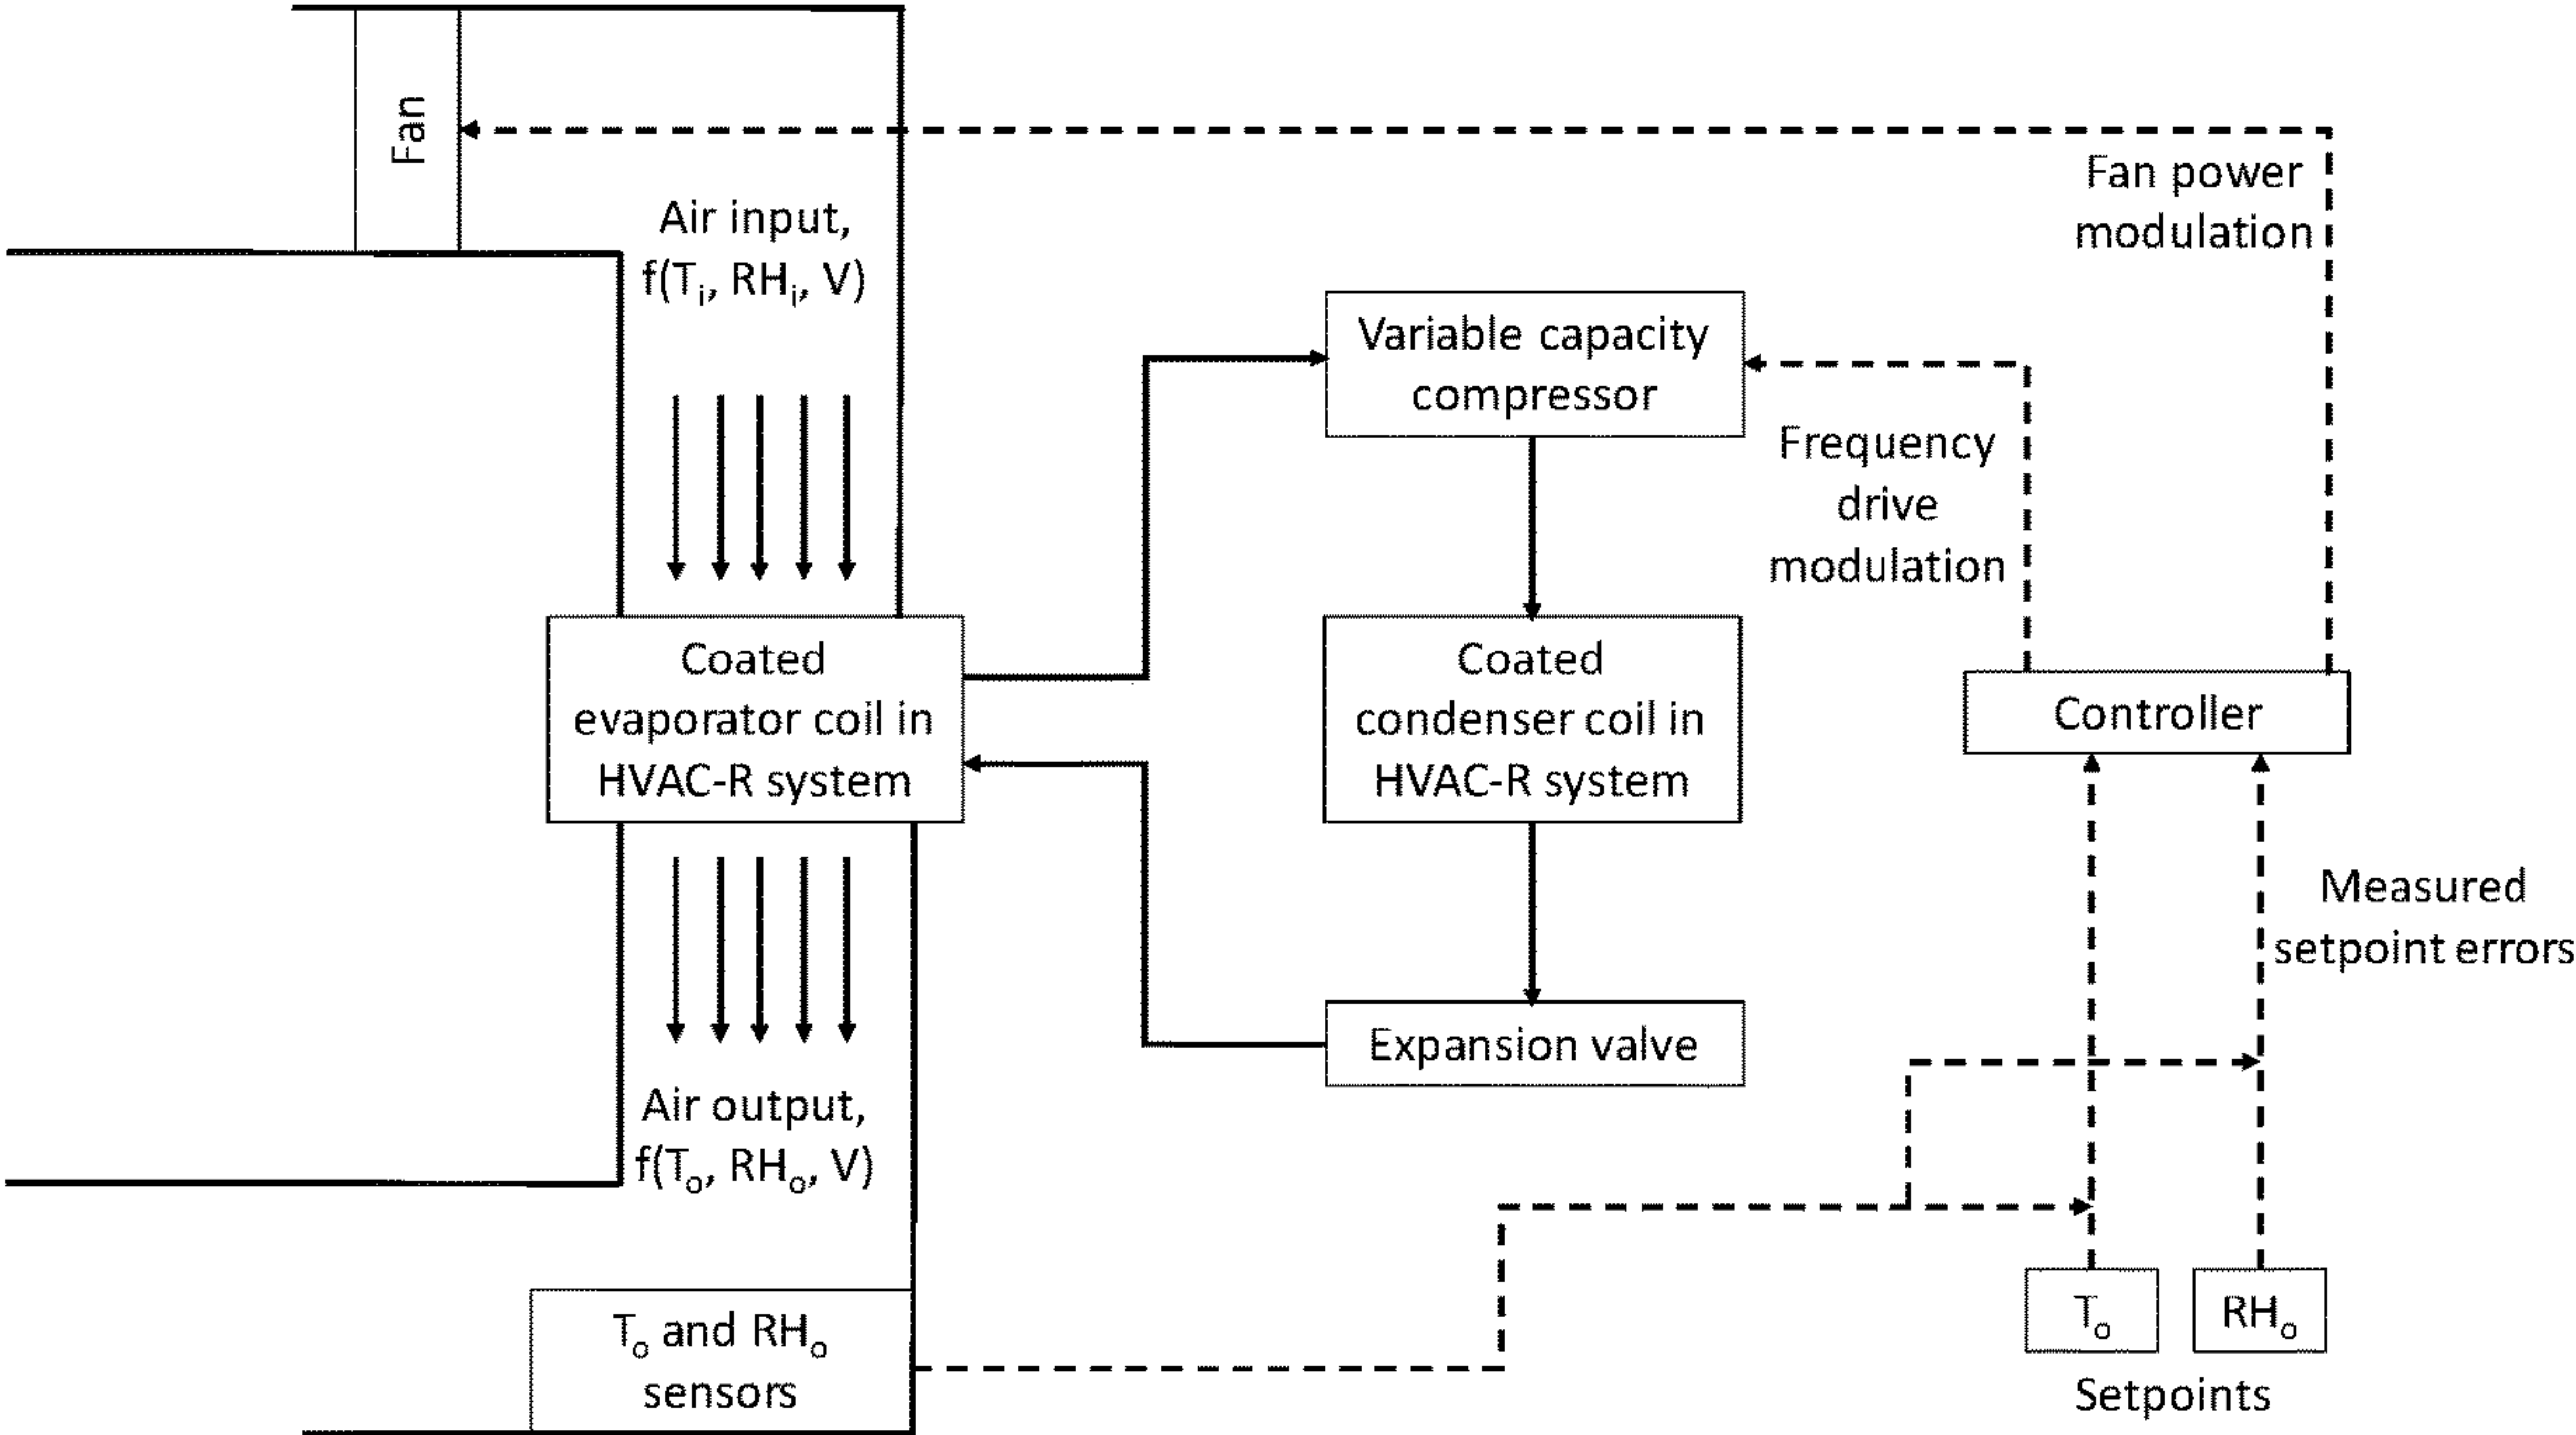 Fan
Air input,
f(Tᵢ, RHᵢ, V)
Fan power
modulation
Variable capacity
compressor
Frequency
drive
modulation
Coated
evaporator coil in
HVAC-R system
Coated
condenser coil in
HVAC-R system
Controller
Measured
setpoint errors
Expansion valve
Air output,
f(Tₒ, RHₒ, V)
Tₒ and RHₒ
sensors
Tₒ
RHₒ
Setpoints